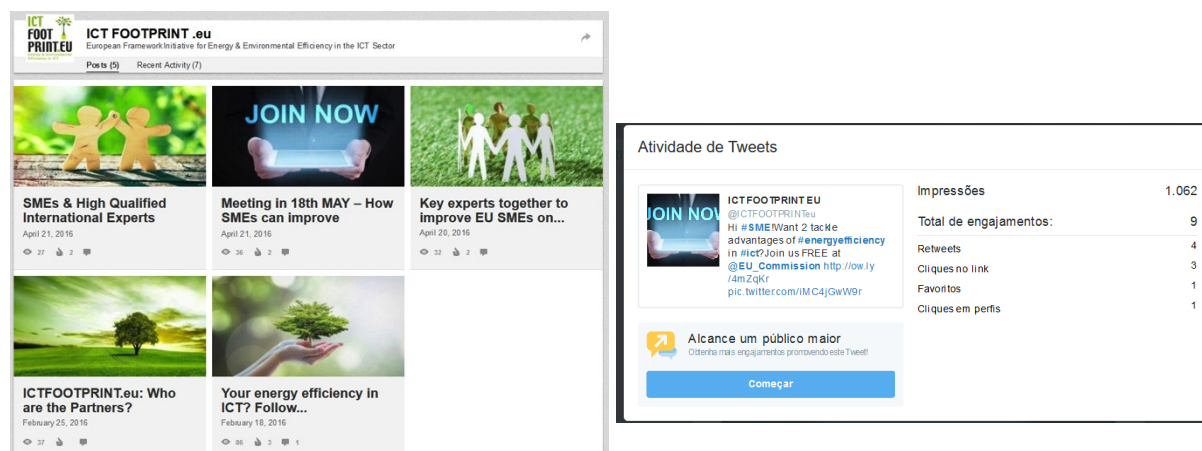 ICT
FOOT
PRINT.EU
ICT FOOTPRINT .eu
European Framework Initiative for Energy & Environmental Efficiency in the ICT Sector
Posts (5) Recent Activity (7)
JOIN NOW
SMEs & High Qualified
International Experts
April 21, 2016
27 2
Meeting in 18th MAY – How
SMEs can improve
April 21, 2016
36 2
Key experts together to
improve EU SMEs on...
April 20, 2016
32 2
ICTFOOTPRINT.eu: Who
are the Partners?
February 25, 2016
37
Your energy efficiency in
ICT? Follow...
February 18, 2016
86 3 1
Atividade de Tweets
JOIN NOW
ICT FOOTPRINT EU
@ICTFOOTPRINTeu
Hi #SME!Want 2 tackle
advantages of #energyefficiency
in #ict?Join us FREE at
@EU_Commission http://ow.ly
/4mZqKr
pic.twitter.com/iMC4jGwW9r
Alcance um público maior
Obtenha mais engajamentos promovendo este Tweet!
Começar
Impressões 1.062
Total de engajamentos: 9
Retweets 4
Cliques no link 3
Favoritos 1
Cliques em perfis 1